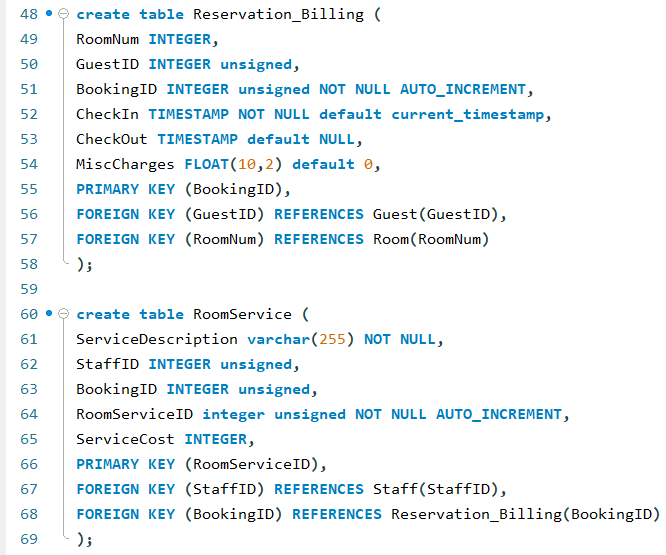 48 create table Reservation_Billing (
49 RoomNum INTEGER,
50 GuestID INTEGER unsigned,
51 BookingID INTEGER unsigned NOT NULL AUTO_INCREMENT,
52 CheckIn TIMESTAMP NOT NULL default current_timestamp,
53 CheckOut TIMESTAMP default NULL,
54 MiscCharges FLOAT(10,2) default 0,
55 PRIMARY KEY (BookingID),
56 FOREIGN KEY (GuestID) REFERENCES Guest(GuestID),
57 FOREIGN KEY (RoomNum) REFERENCES Room(RoomNum)
58 );
59
60 create table RoomService (
61 ServiceDescription varchar(255) NOT NULL,
62 StaffID INTEGER unsigned,
63 BookingID INTEGER unsigned,
64 RoomServiceID integer unsigned NOT NULL AUTO_INCREMENT,
65 ServiceCost INTEGER,
66 PRIMARY KEY (RoomServiceID),
67 FOREIGN KEY (StaffID) REFERENCES Staff(StaffID),
68 FOREIGN KEY (BookingID) REFERENCES Reservation_Billing(BookingID)
69 );